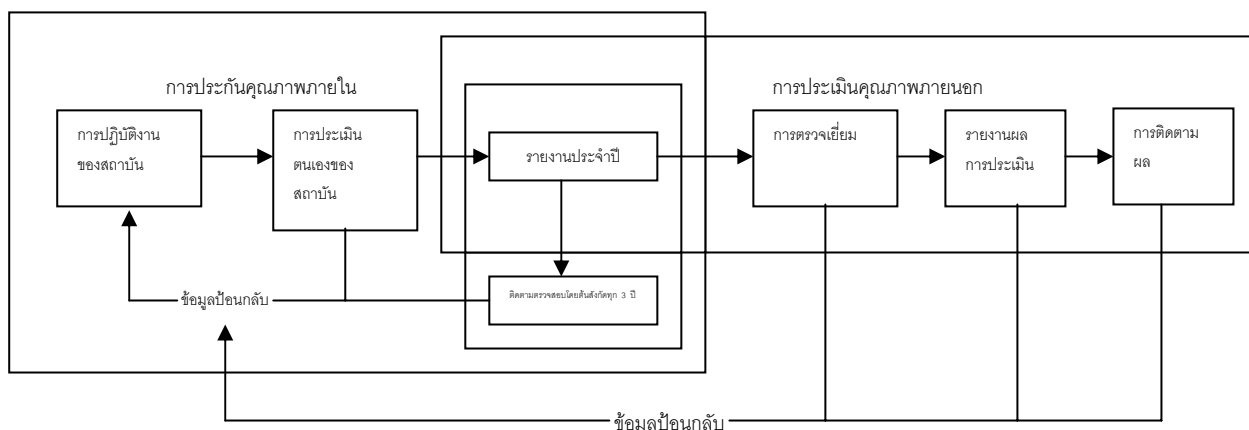 การประกันคุณภาพภายใน
การประเมินคุณภาพภายนอก
การปฏิบัติงาน
ของสถาบัน
การประเมิน
ตนเองของ
สถาบัน
รายงานประจำปี
การตรวจเยี่ยม
รายงานผล
การประเมิน
การติดตาม
ผล
ติดตามตรวจสอบโดยต้นสังกัดทุก 3 ปี
ข้อมูลป้อนกลับ
ข้อมูลป้อนกลับ